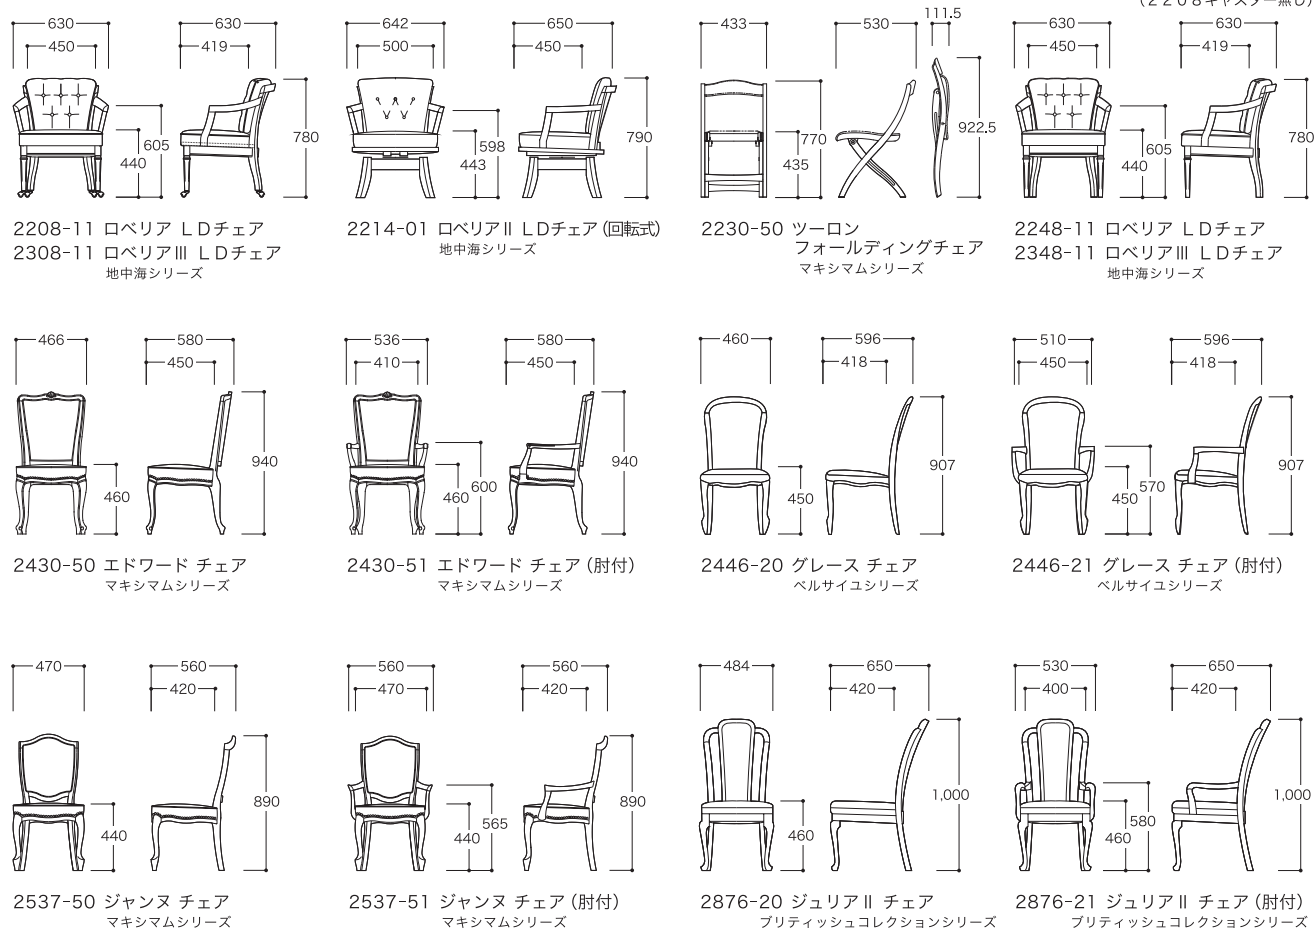 (2208キャスター無し)
630
450
630
419
605
440
780
2208-11 ロベリア LDチェア
2308-11 ロベリアⅢ LDチェア
地中海シリーズ
642
500
650
450
598
443
790
2214-01 ロベリアⅡ LDチェア(回転式)
地中海シリーズ
433
530
111.5
770
435
922.5
2230-50 ツーロン
フォールディングチェア
マキシマムシリーズ
630
450
630
419
605
440
780
2248-11 ロベリア LDチェア
2348-11 ロベリアⅢ LDチェア
地中海シリーズ
466
580
450
460
940
2430-50 エドワード チェア
マキシマムシリーズ
536
410
580
450
600
460
940
2430-51 エドワード チェア(肘付)
マキシマムシリーズ
460
596
418
450
907
2446-20 グレース チェア
ベルサイユシリーズ
510
450
596
418
570
450
907
2446-21 グレース チェア(肘付)
ベルサイユシリーズ
470
560
420
440
890
2537-50 ジャンヌ チェア
マキシマムシリーズ
560
470
560
420
565
440
890
2537-51 ジャンヌ チェア(肘付)
マキシマムシリーズ
484
650
420
460
1,000
2876-20 ジュリアⅡ チェア
ブリティッシュコレクションシリーズ
530
400
650
420
580
460
1,000
2876-21 ジュリアⅡ チェア(肘付)
ブリティッシュコレクションシリーズ